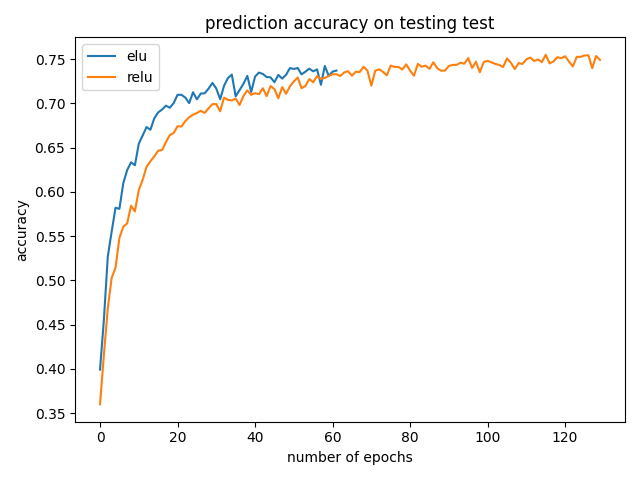 prediction accuracy on testing test
elu
relu
accuracy
0.75
0.70
0.65
0.60
0.55
0.50
0.45
0.40
0.35
0 20 40 60 80 100 120
number of epochs